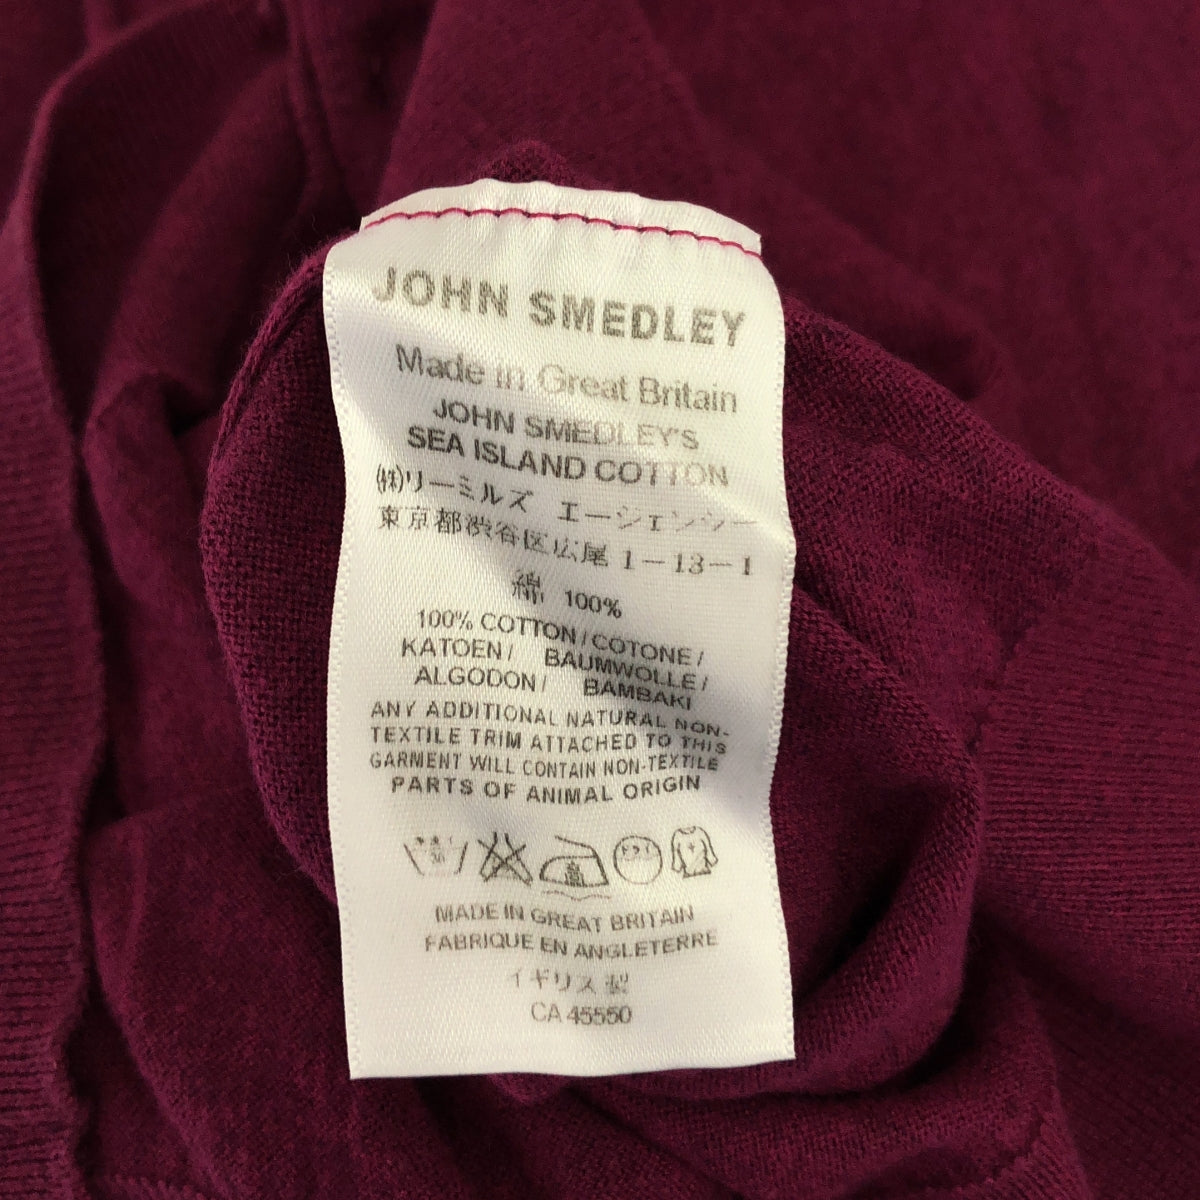 JOHN SMEDLEY
Made in Great Britain
JOHN SMEDLEY'S
SEA ISLAND COTTON
㈱リーミルズ エージェンシー
東京都渋谷区広尾 1-13-1
綿 100%
100% COTTON / COTONE /
KATOEN / BAUMWOLLE /
ALGODON / BAMBAKI
ANY ADDITIONAL NATURAL NON-
TEXTILE TRIM ATTACHED TO THIS
GARMENT WILL CONTAIN NON-TEXTILE
PARTS OF ANIMAL ORIGIN
MADE IN GREAT BRITAIN
FABRIQUE EN ANGLETERRE
イギリス製
CA 45550